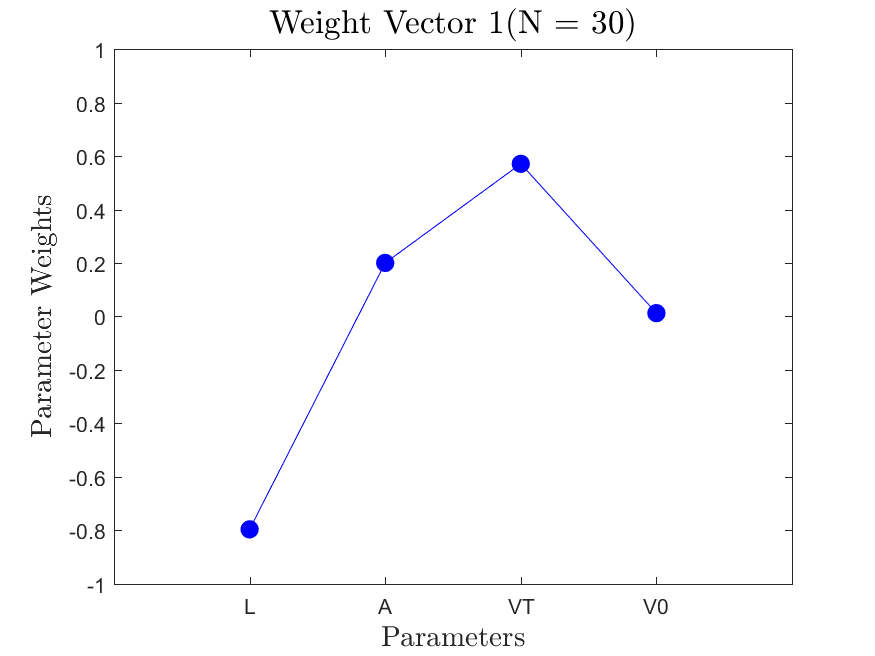 Weight Vector 1(N = 30)
1
0.8
0.6
0.4
0.2
0
-0.2
-0.4
-0.6
-0.8
-1
Parameter Weights
L A VT V0
Parameters